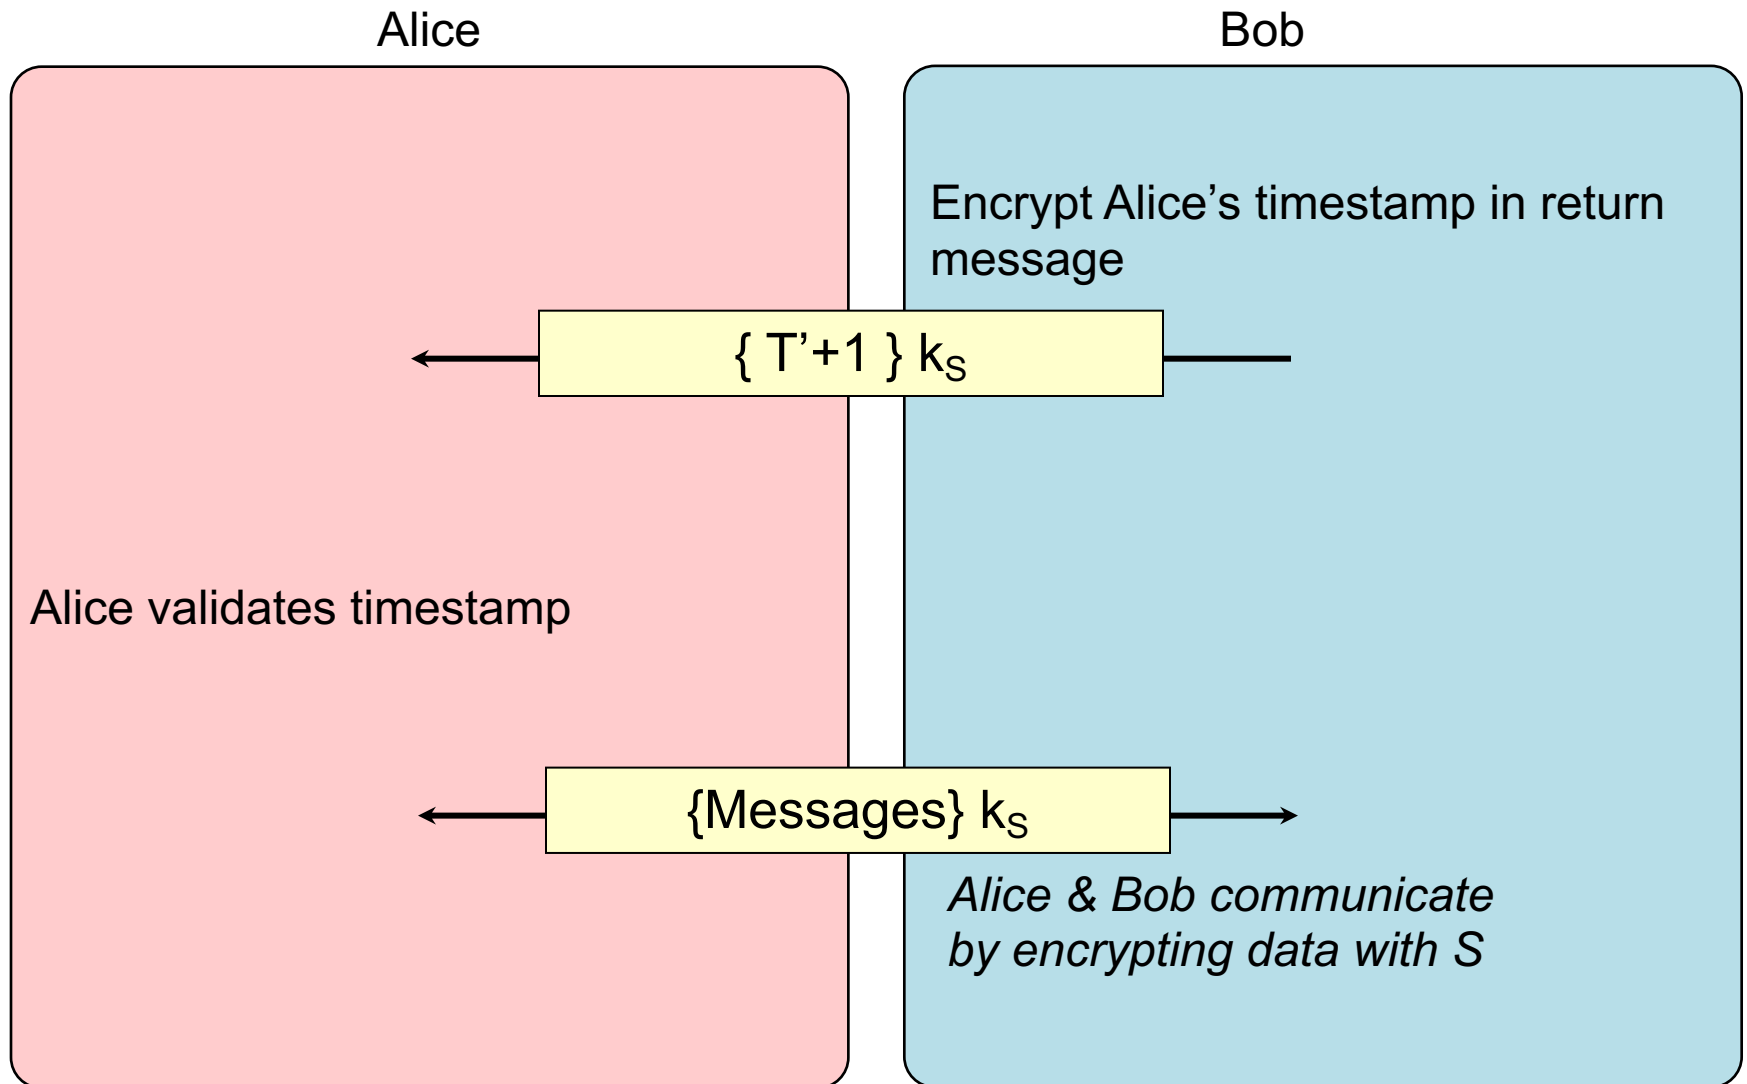 Alice
Bob
Encrypt Alice’s timestamp in return
message
{ T’+1 } kS
Alice validates timestamp
{Messages} kS
Alice & Bob communicate
by encrypting data with S